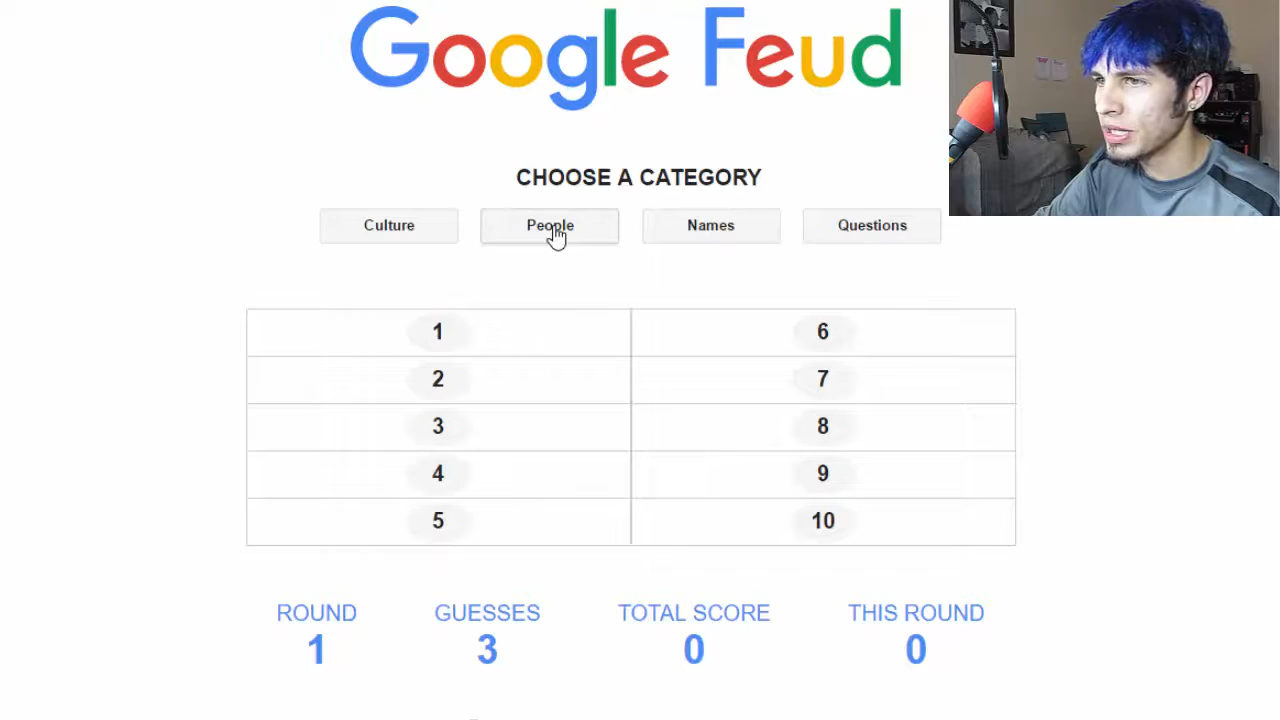 Google Feud
CHOOSE A CATEGORY
Culture People Names Questions
1 6
2 7
3 8
4 9
5 10
ROUND GUESSES TOTAL SCORE THIS ROUND
1 3 0 0